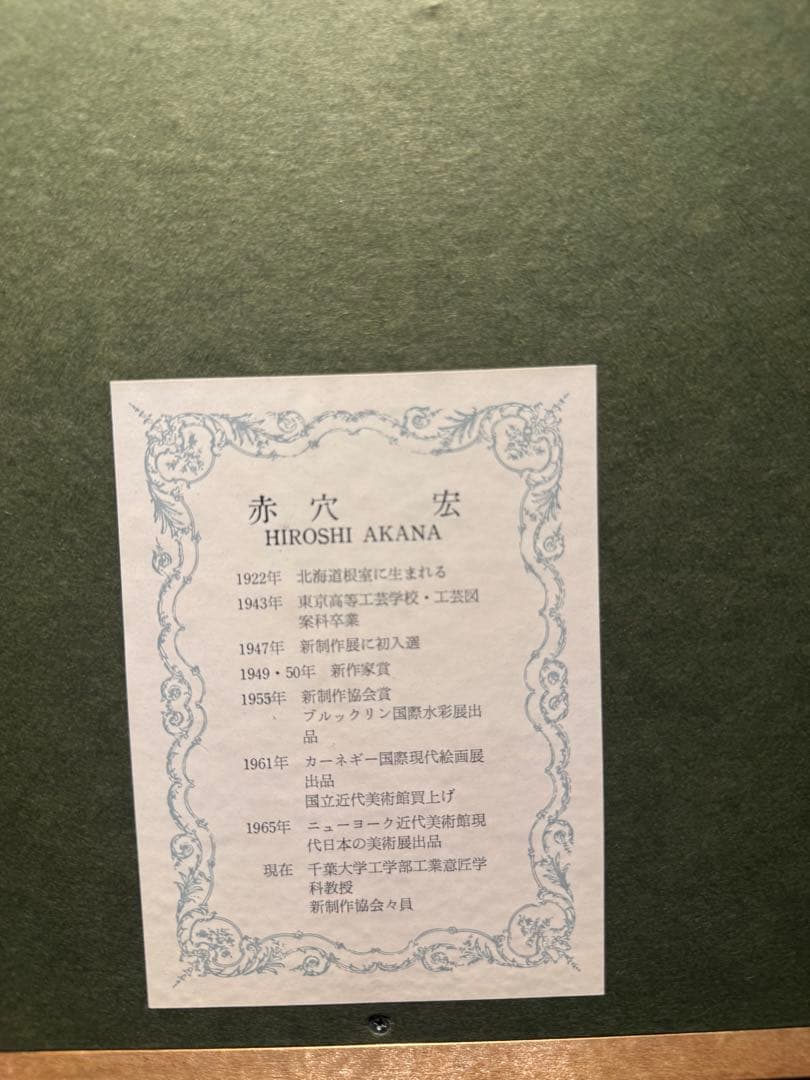 赤穴 宏
HIROSHI AKANA
1922年 北海道根室に生まれる
1943年 東京高等工芸学校・工芸図
案科卒業
1947年 新制作展に初入選
1949・50年 新作家賞
1955年 新制作協会賞
ブルックリン国際水彩展出
品
1961年 カーネギー国際現代絵画展
出品
国立近代美術館買上げ
1965年 ニューヨーク近代美術館現
代日本の美術展出品
現在 千葉大学工学部工業意匠学
科教授
新制作協会々員